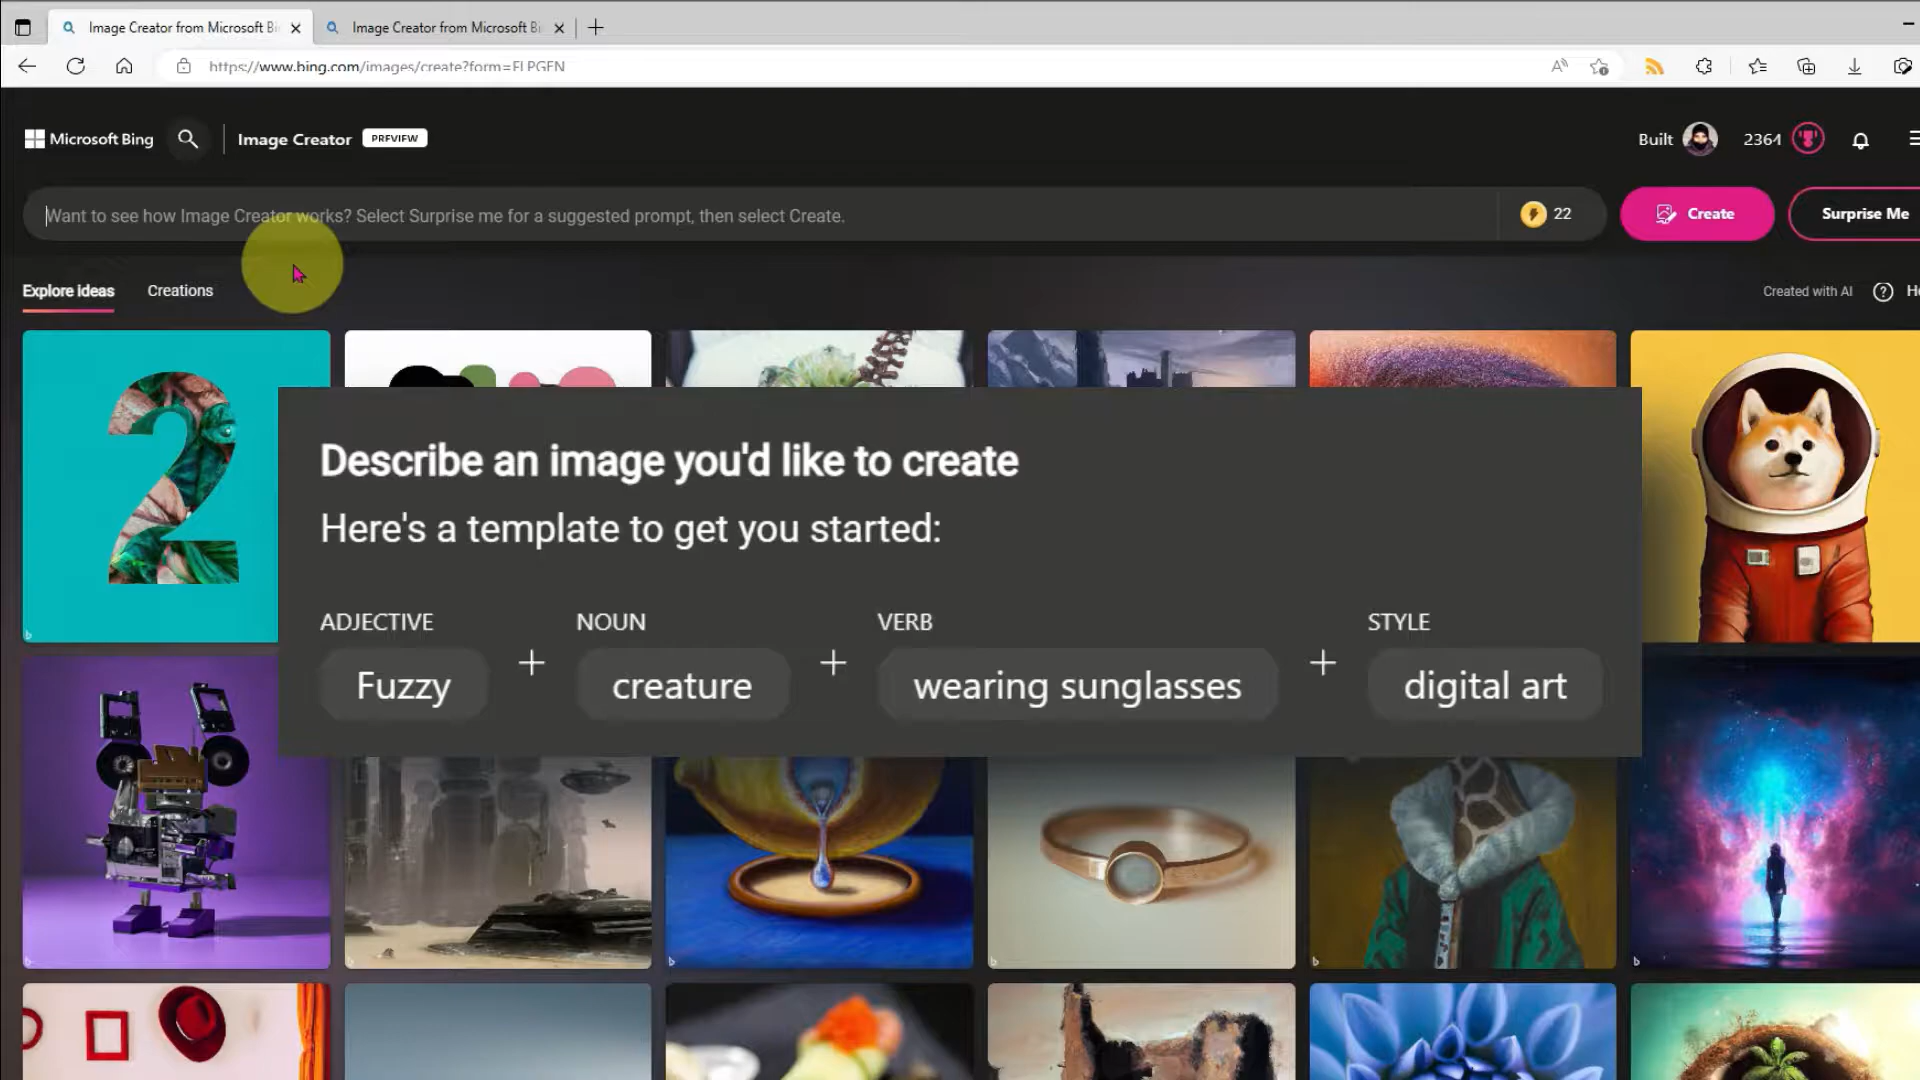 Image Creator from Microsoft Bi
Image Creator from Microsoft B
https://www.bing.com/images/create?form=FLPGEN
Microsoft Bing
Image Creator
PREVIEW
Built
2364
Want to see how Image Creator works? Select Surprise me for a suggested prompt, then select Create.
22
Create
Surprise Me
Explore ideas
Creations
Created with AI
?
He
2
Describe an image you'd like to create
Here's a template to get you started:
ADJECTIVE + NOUN + VERB + STYLE
Fuzzy creature wearing sunglasses digital art